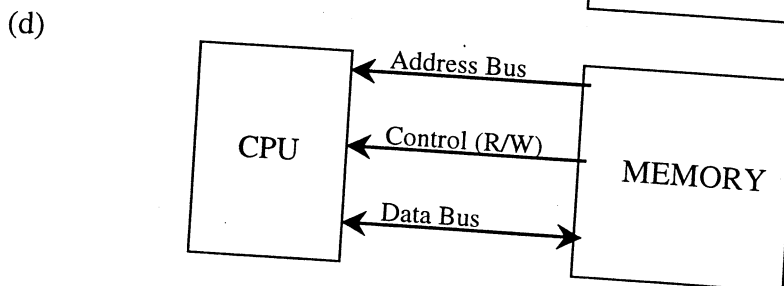 (d)
Address Bus
CPU
Control (R/W)
MEMORY
Data Bus